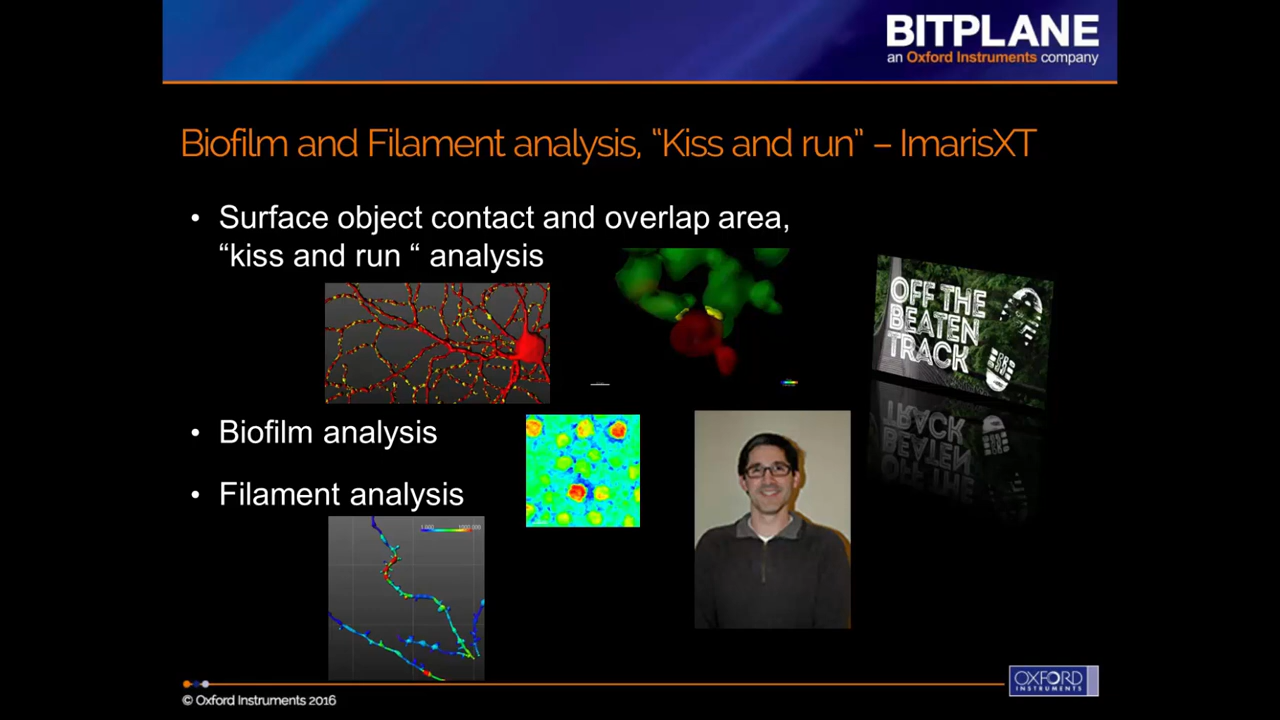 BITPLANE
an Oxford Instruments company
Biofilm and Filament analysis, "Kiss and run" – ImarisXT
• Surface object contact and overlap area,
“kiss and run “ analysis
OFF THE
BEATEN
TRACK
• Biofilm analysis
• Filament analysis
© Oxford Instruments 2016
OXFORD
INSTRUMENTS